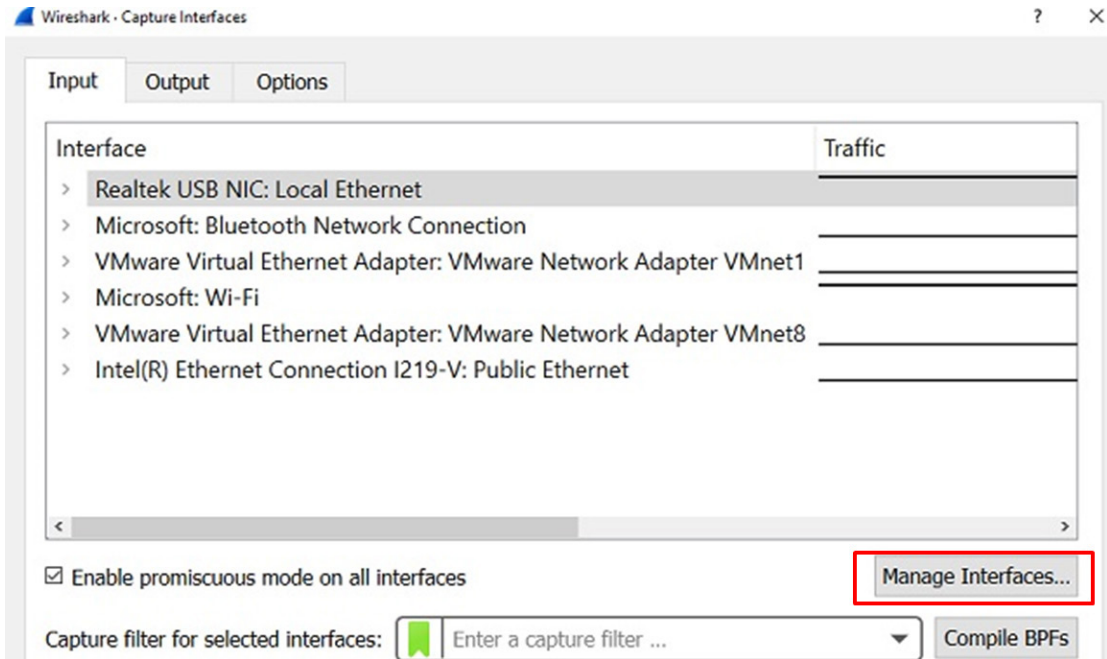 Wireshark · Capture Interfaces
Input Output Options
Interface Traffic
Realtek USB NIC: Local Ethernet
Microsoft: Bluetooth Network Connection
VMware Virtual Ethernet Adapter: VMware Network Adapter VMnet1
Microsoft: Wi-Fi
VMware Virtual Ethernet Adapter: VMware Network Adapter VMnet8
Intel(R) Ethernet Connection I219-V: Public Ethernet
Enable promiscuous mode on all interfaces Manage Interfaces...
Capture filter for selected interfaces: Enter a capture filter ... Compile BPFs